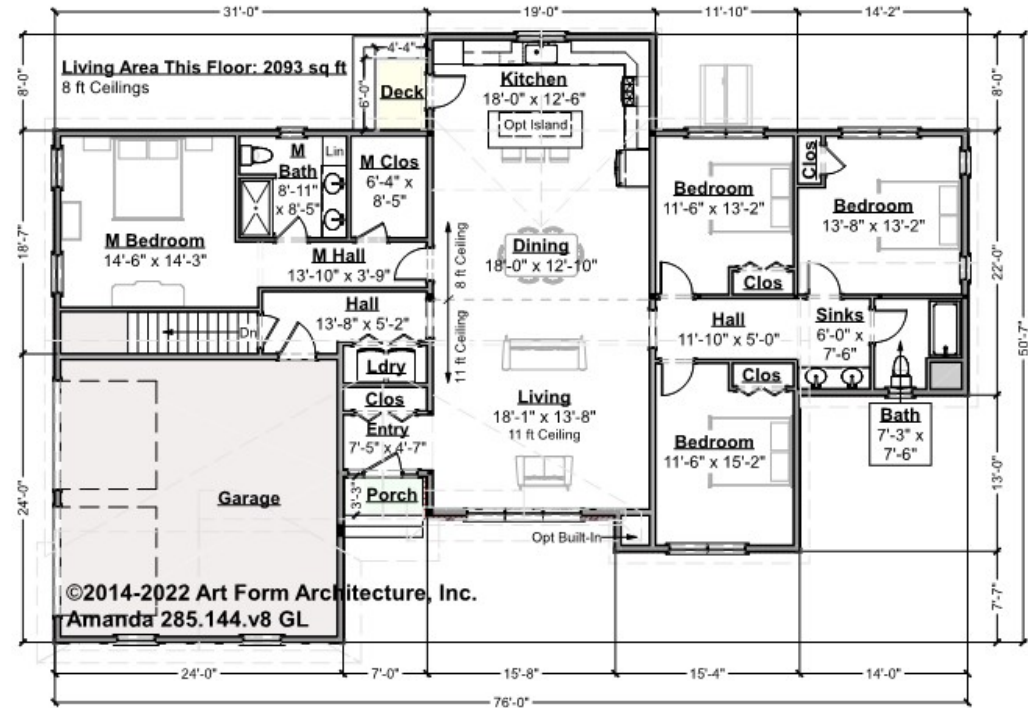 31'-0"
19'-0"
11'-10"
14'-2"
8'-0"
4'-4"
6'-0"
Living Area This Floor: 2093 sq ft
8 ft Ceilings
Deck
Kitchen
18'-0" x 12'-6"
Opt Island
8'-0"
M
Bath
8'-11"
x 8'-5"
Lin
M Clos
6'-4" x
8'-5"
M Bedroom
14'-6" x 14'-3"
M Hall
13'-10" x 3'-9"
8 ft Ceiling
Dining
18'-0" x 12'-10"
Bedroom
11'-6" x 13'-2"
Clos
Clos
Bedroom
13'-8" x 13'-2"
18'-7"
22'-0"
50'-7"
Dn
Hall
13'-8" x 5'-2"
11 ft Ceiling
Hall
11'-10" x 5'-0"
Sinks
6'-0" x
7'-6"
Ldry
Clos
Entry
7'-5" x 4'-7"
Living
18'-1" x 13'-8"
11 ft Ceiling
Clos
Bedroom
11'-6" x 15'-2"
Bath
7'-3" x
7'-6"
24'-0"
Garage
3'-3"
Porch
Opt Built-In
13'-0"
7'-7"
©2014-2022 Art Form Architecture, Inc.
Amanda 285.144.v8 GL
24'-0"
7'-0"
15'-8"
15'-4"
14'-0"
76'-0"